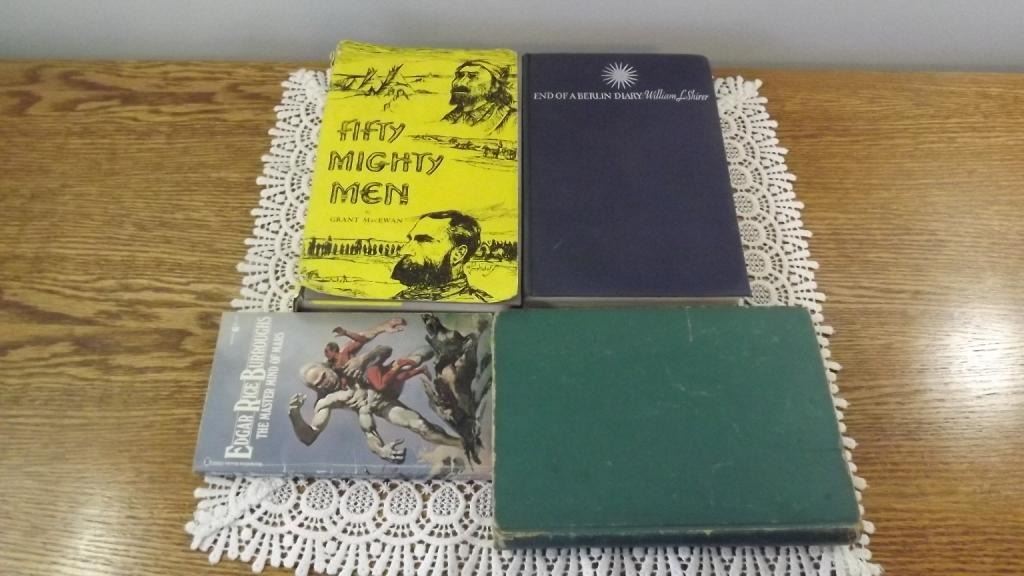 FIFTY
MIGHTY
MEN
by
GRANT MacEWAN
END OF A BERLIN DIARY William L. Shirer
EDGAR RICE BURROUGHS
THE MASTER MIND OF MARS